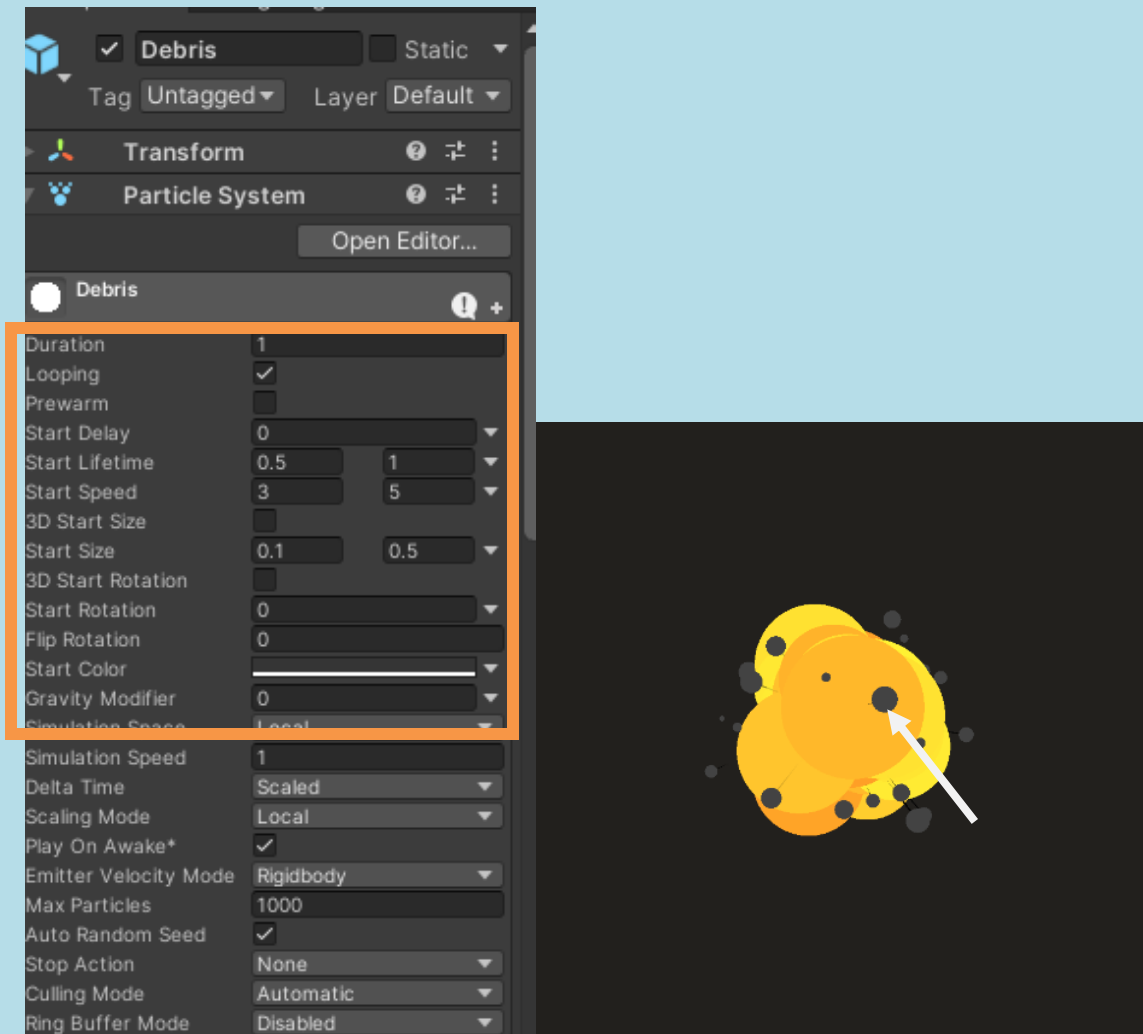 Debris Static
Tag Untagged Layer Default
Transform
Particle System
Open Editor...
Debris
Duration 1
Looping
Prewarm
Start Delay 0
Start Lifetime 0.5 1
Start Speed 3 5
3D Start Size
Start Size 0.1 0.5
3D Start Rotation
Start Rotation 0
Flip Rotation 0
Start Color
Gravity Modifier 0
Simulation Space Local
Simulation Speed 1
Delta Time Scaled
Scaling Mode Local
Play On Awake*
Emitter Velocity Mode Rigidbody
Max Particles 1000
Auto Random Seed
Stop Action None
Culling Mode Automatic
Ring Buffer Mode Disabled